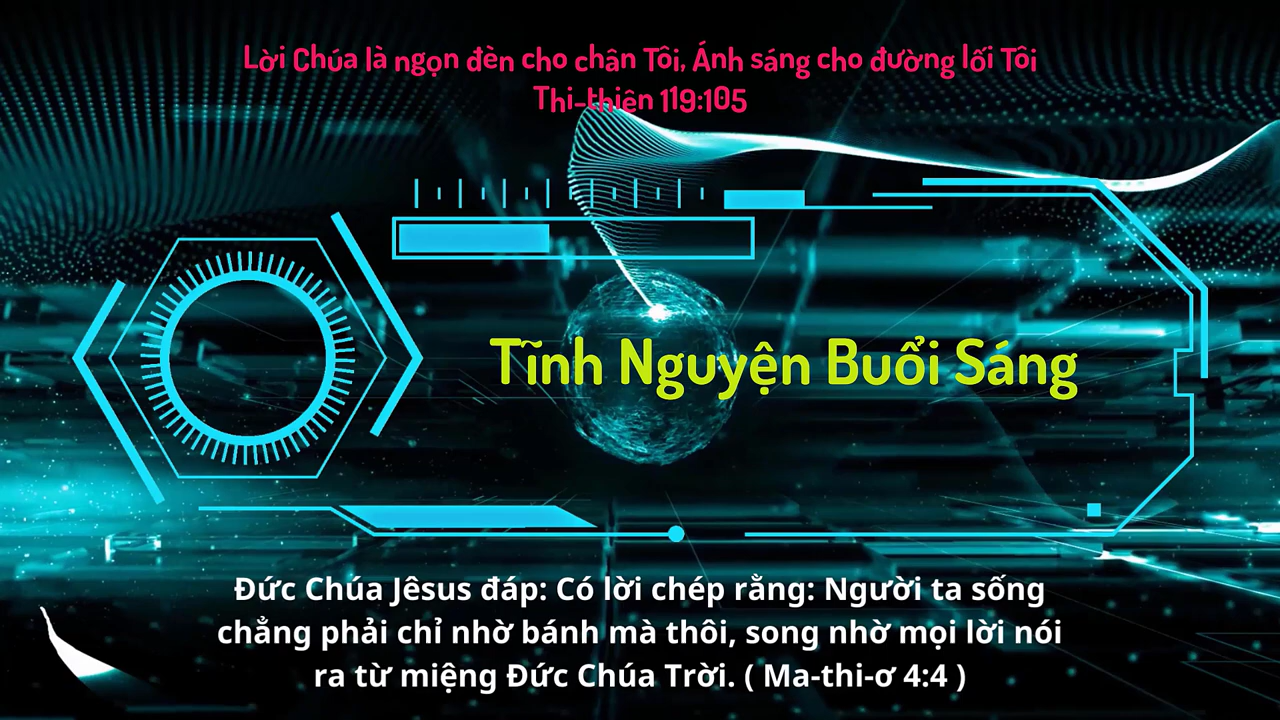 Lời Chúa là ngọn đèn cho chân Tôi, Ánh sáng cho đường lối Tôi
Thi-thiên 119:105
Tĩnh Nguyện Buổi Sáng
Đức Chúa Jêsus đáp: Có lời chép rằng: Người ta sống
chẳng phải chỉ nhờ bánh mà thôi, song nhờ mọi lời nói
ra từ miệng Đức Chúa Trời. ( Ma-thi-ơ 4:4 )